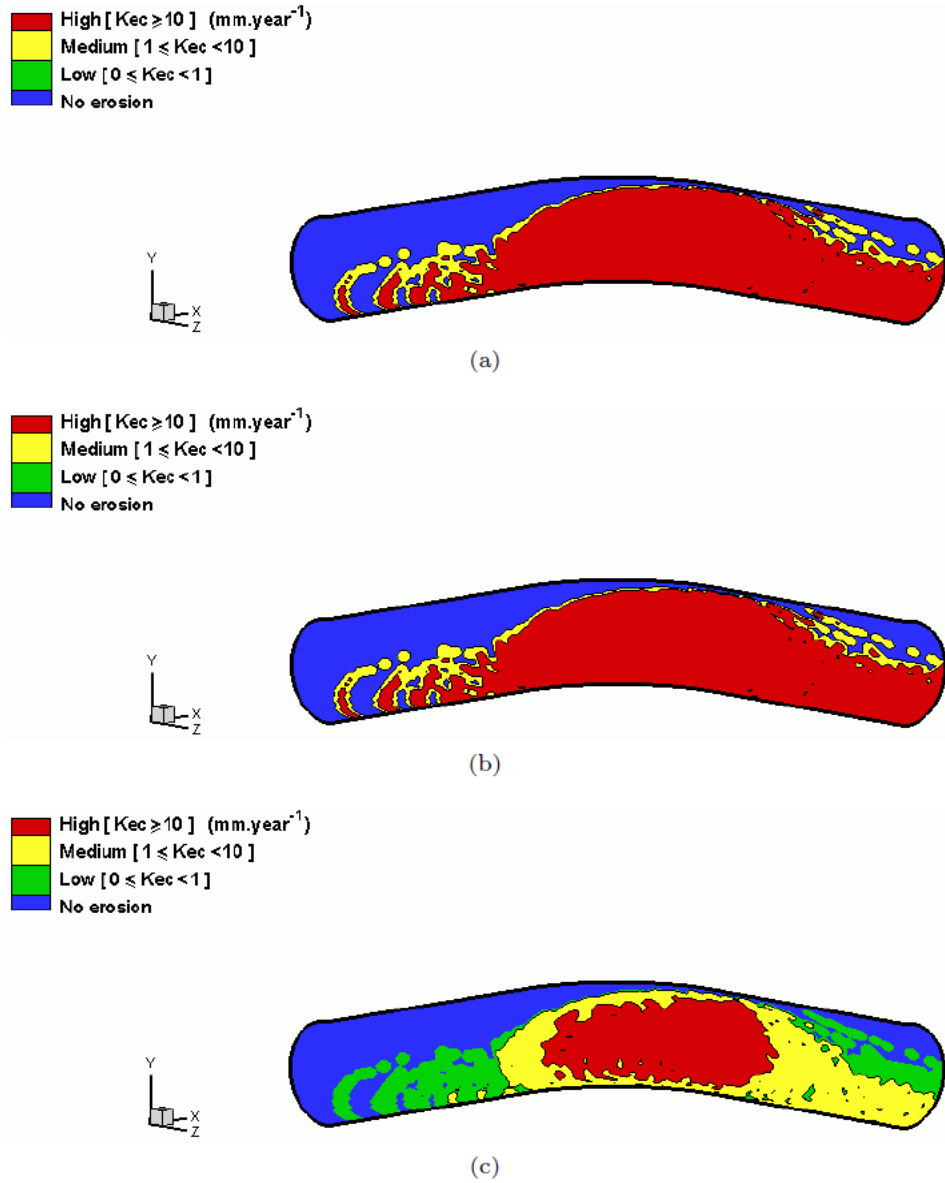 High [ Kec ⩾ 10 ] (mm.year⁻¹)
Medium [ 1 ⩽ Kec < 10 ]
Low [ 0 ⩽ Kec < 1 ]
No erosion
Y
X
Z
(a)
High [ Kec ⩾ 10 ] (mm.year⁻¹)
Medium [ 1 ⩽ Kec < 10 ]
Low [ 0 ⩽ Kec < 1 ]
No erosion
Y
X
Z
(b)
High [ Kec ⩾ 10 ] (mm.year⁻¹)
Medium [ 1 ⩽ Kec < 10 ]
Low [ 0 ⩽ Kec < 1 ]
No erosion
Y
X
Z
(c)